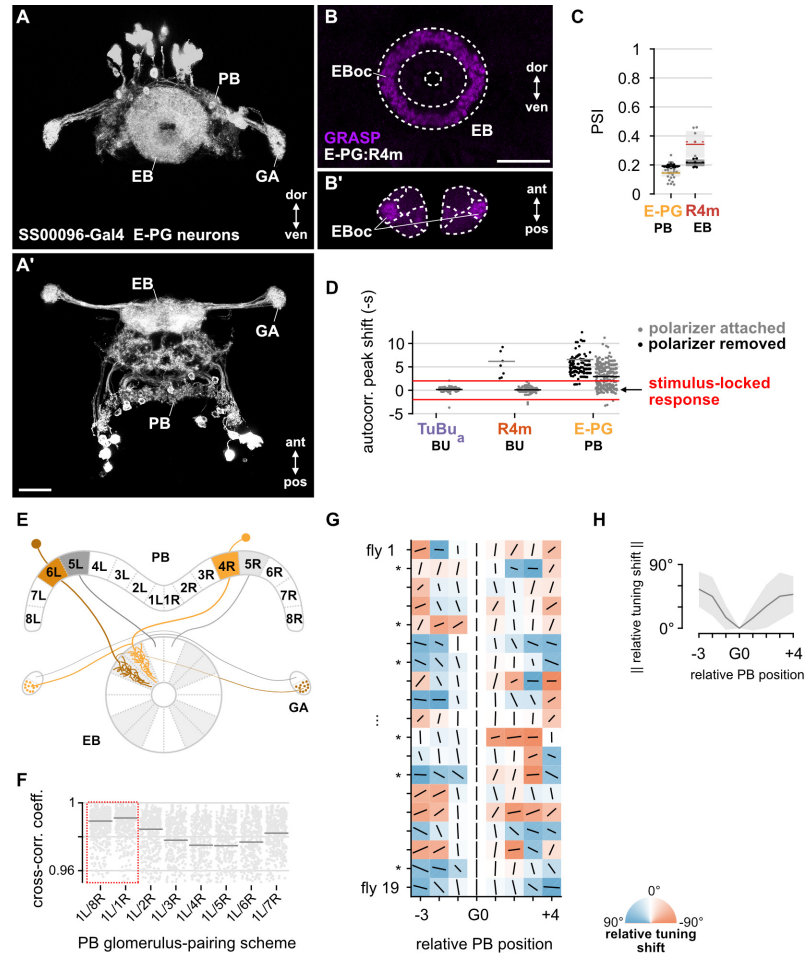 A
PB
EB
GA
dor
ven
SS00096-Gal4 E-PG neurons
A'
EB
GA
PB
ant
pos
B
EBoc
dor
ven
EB
GRASP
E-PG:R4m
B'
ant
pos
EBoc
C
PSI
1
0.8
0.6
0.4
0.2
0
E-PG R4m
PB EB
D
autocorr. peak shift (-s)
10
5
0
-5
TuBu a R4m E-PG
BU BU PB
polarizer attached
polarizer removed
stimulus-locked
response
E
PB
6L 5L 4L 3L 2L 1L 1R 2R 3R 4R 5R 6R
7L 7R
8L 8R
EB
GA
F
cross-corr. coeff.
1
0.96
1L/8R 1L/1R 1L/2R 1L/3R 1L/4R 1L/5R 1L/6R 1L/7R
PB glomerulus-pairing scheme
G
fly 1
*
*
*
...
*
*
*
fly 19
-3 G0 +4
relative PB position
H
|| relative tuning shift ||
90°
0°
-3 G0 +4
relative PB position
0°
90° -90°
relative tuning
shift